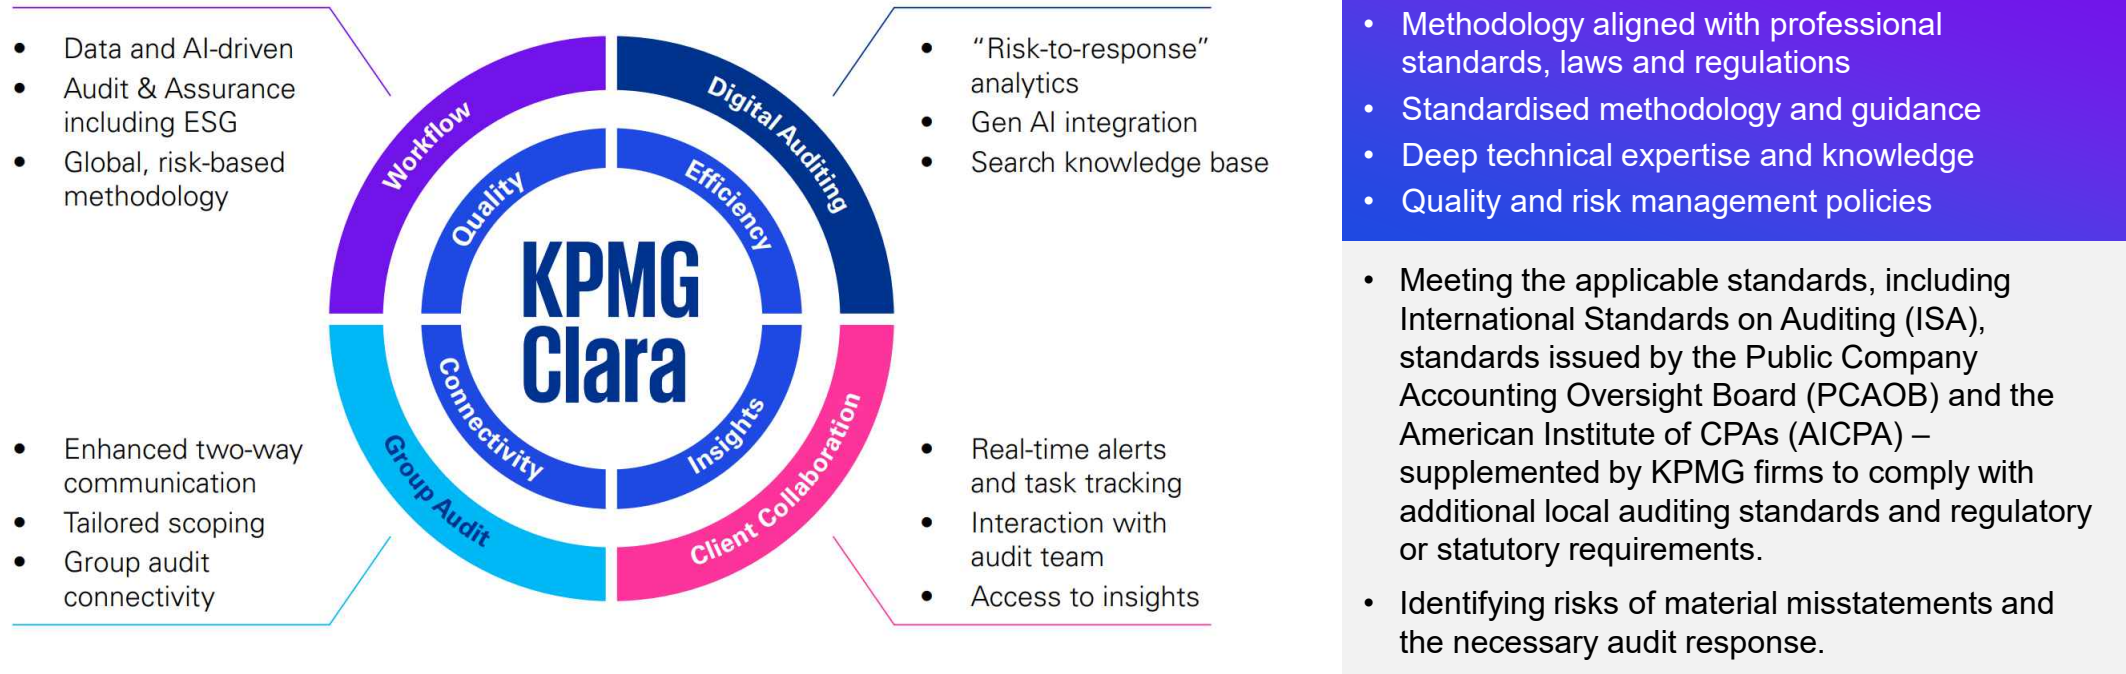 • Data and AI-driven
• Audit & Assurance
including ESG
• Global, risk-based
methodology
• “Risk-to-response”
analytics
• Gen AI integration
• Search knowledge base
Workflow
Digital Auditing
Quality
Efficiency
KPMG
Clara
Connectivity
Insights
Group Audit
Client Collaboration
• Enhanced two-way
communication
• Tailored scoping
• Group audit
connectivity
• Real-time alerts
and task tracking
• Interaction with
audit team
• Access to insights
• Methodology aligned with professional
standards, laws and regulations
• Standardised methodology and guidance
• Deep technical expertise and knowledge
• Quality and risk management policies
• Meeting the applicable standards, including
International Standards on Auditing (ISA),
standards issued by the Public Company
Accounting Oversight Board (PCAOB) and the
American Institute of CPAs (AICPA) –
supplemented by KPMG firms to comply with
additional local auditing standards and regulatory
or statutory requirements.
• Identifying risks of material misstatements and
the necessary audit response.